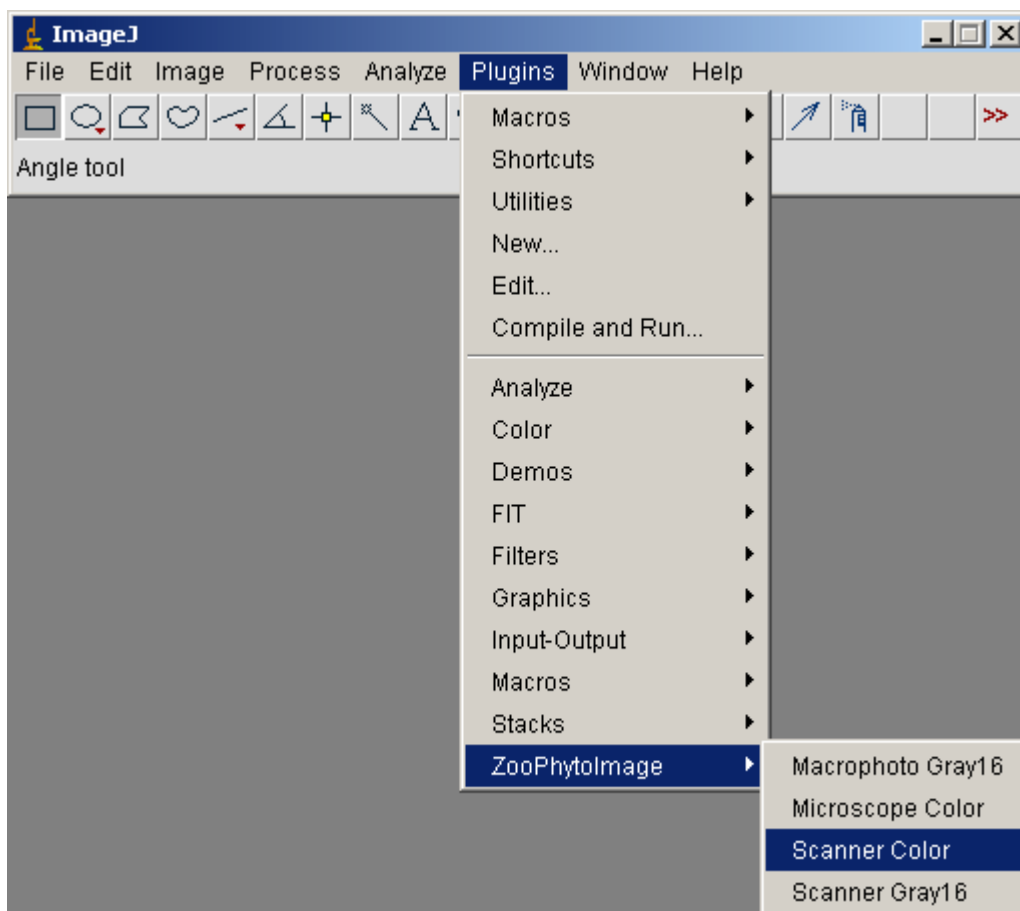 ImageJ
File Edit Image Process Analyze Plugins Window Help
A
>>
Angle tool
Macros
Shortcuts
Utilities
New...
Edit...
Compile and Run...
Analyze
Color
Demos
FIT
Filters
Graphics
Input-Output
Macros
Stacks
ZooPhytoImage
Macrophoto Gray16
Microscope Color
Scanner Color
Scanner Gray16